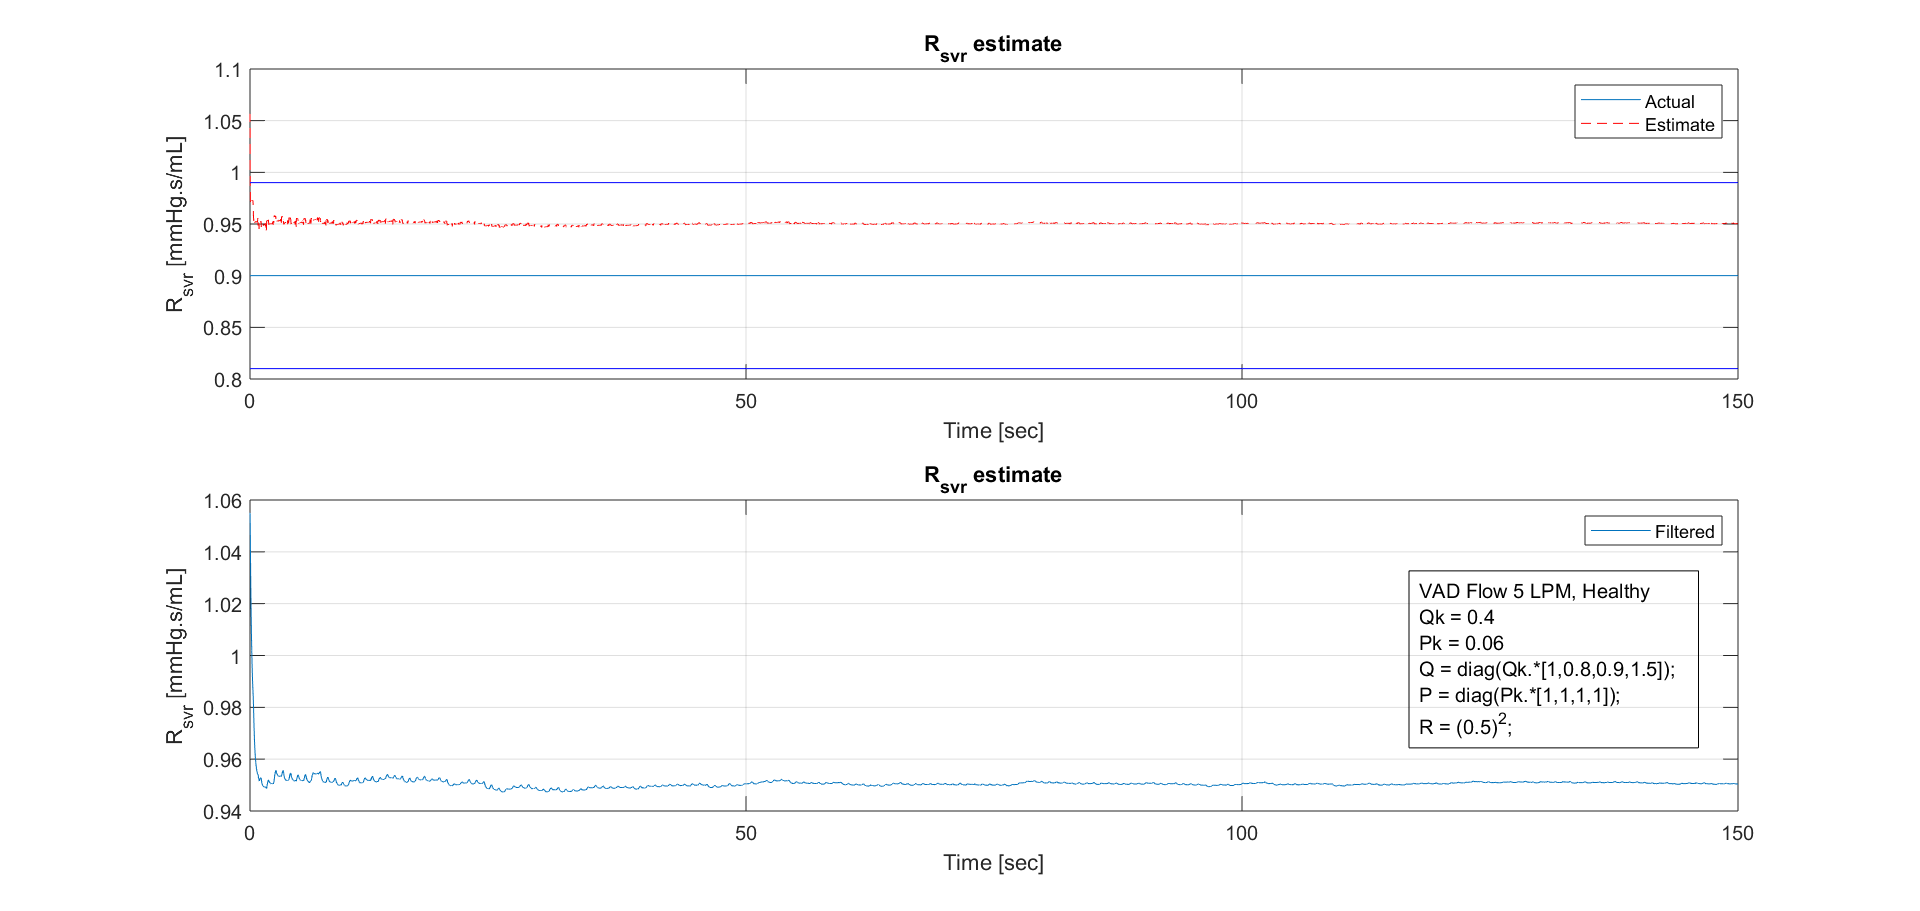 R_svr estimate
1.1
1.05
1
0.95
0.9
0.85
0.8
R_svr [mmHg.s/mL]
Actual
Estimate
0 50 100 150
Time [sec]
R_svr estimate
1.06
1.04
1.02
1
0.98
0.96
0.94
R_svr [mmHg.s/mL]
Filtered
VAD Flow 5 LPM, Healthy
Qk = 0.4
Pk = 0.06
Q = diag(Qk.*[1,0.8,0.9,1.5]);
P = diag(Pk.*[1,1,1,1]);
R = (0.5)²;
0 50 100 150
Time [sec]